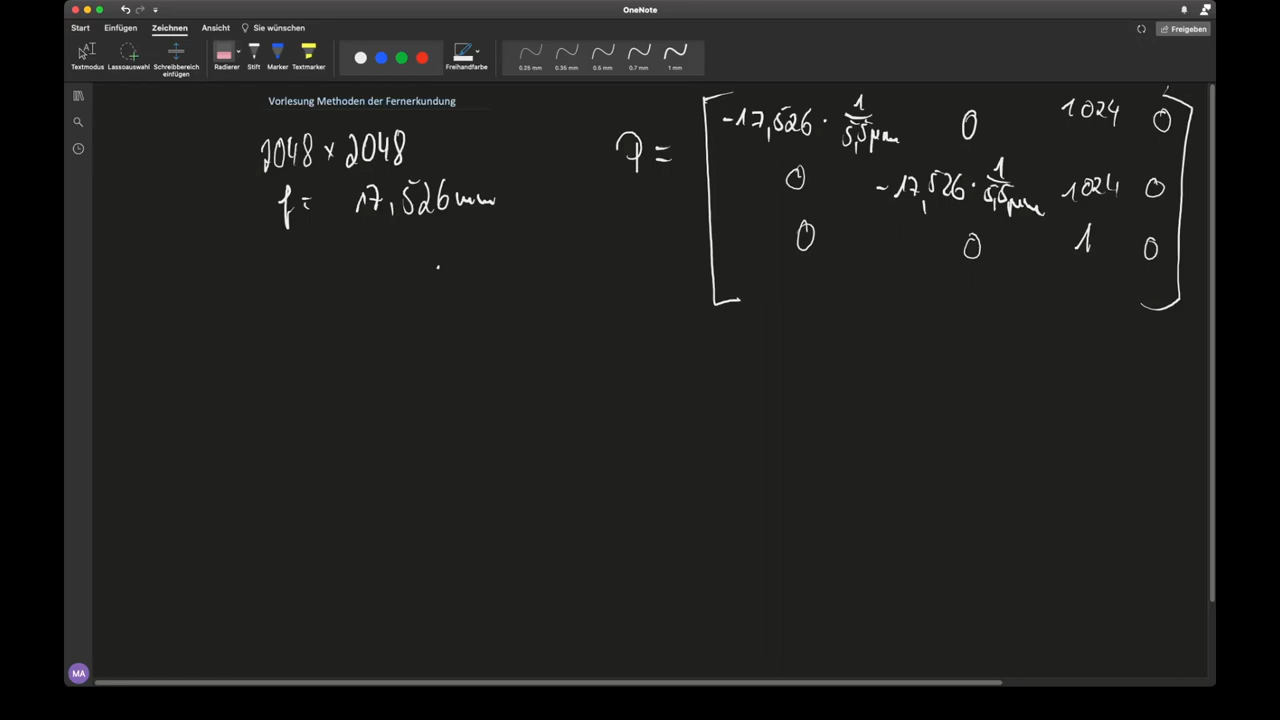 OneNote
Start Einfügen Zeichnen Ansicht Sie wünschen
Freigeben
Textmodus Lassoauswahl Schreibbereich einfügen Radierer Stift Marker Textmarker Freihandfarbe 0.25 mm 0.35 mm 0.5 mm 0.7 mm 1 mm
Vorlesung Methoden der Fernerkundung
2048 × 2048
f = 17,526mm
P =
-17,526 · 1/5,5µm 0 1024 0
0 -17,526 · 1/5,5µm 1024 0
0 0 1 0
MA